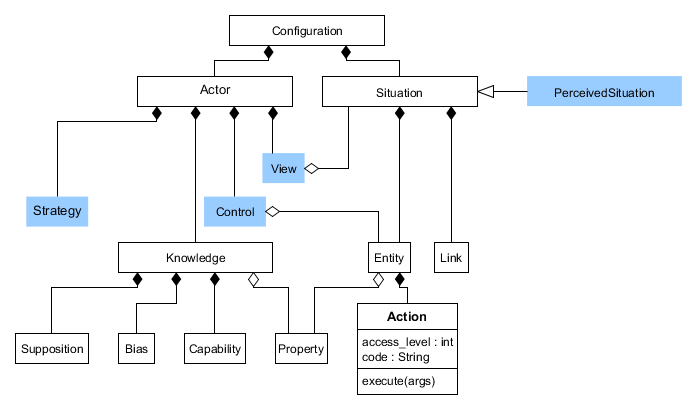 Configuration
Actor
Situation
PerceivedSituation
View
Strategy
Control
Knowledge
Entity
Link
Supposition
Bias
Capability
Property
Action
access_level : int
code : String
execute(args)